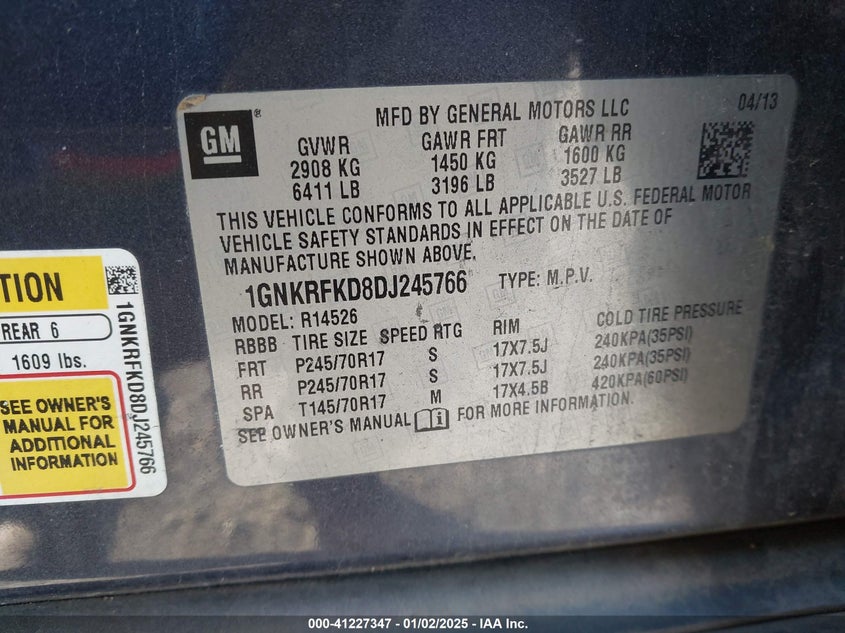 GM
®
MFD BY GENERAL MOTORS LLC
04/13
GVWR GAWR FRT GAWR RR
2908 KG 1450 KG 1600 KG
6411 LB 3196 LB 3527 LB
THIS VEHICLE CONFORMS TO ALL APPLICABLE U.S. FEDERAL MOTOR
VEHICLE SAFETY STANDARDS IN EFFECT ON THE DATE OF
MANUFACTURE SHOWN ABOVE.
1GNKRFKD8DJ245766 TYPE: M.P.V.
MODEL: R14526
RBBB TIRE SIZE SPEED RTG RIM COLD TIRE PRESSURE
FRT P245/70R17 S 17X7.5J 240KPA(35PSI)
RR P245/70R17 S 17X7.5J 240KPA(35PSI)
SPA T145/70R17 M 17X4.5B 420KPA(60PSI)
SEE OWNER'S MANUAL FOR MORE INFORMATION.
TION
REAR 6
1609 lbs.
SEE OWNER'S
MANUAL FOR
ADDITIONAL
INFORMATION
1GNKRFKD8DJ245766
000-41227347 - 01/02/2025 - IAA Inc.